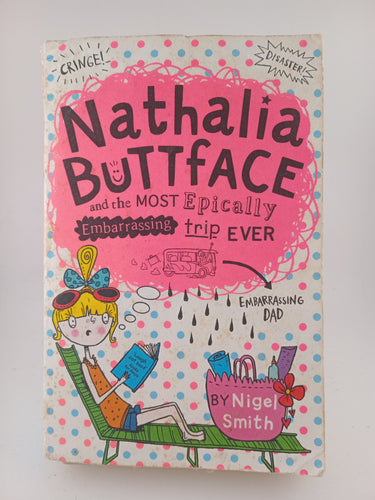 CRINGE!
DISASTER!
Nathalia
BUTTFACE
and the MOST Epically
Embarrassing trip EVER
EMBARRASSING
DAD
BY Nigel
Smith